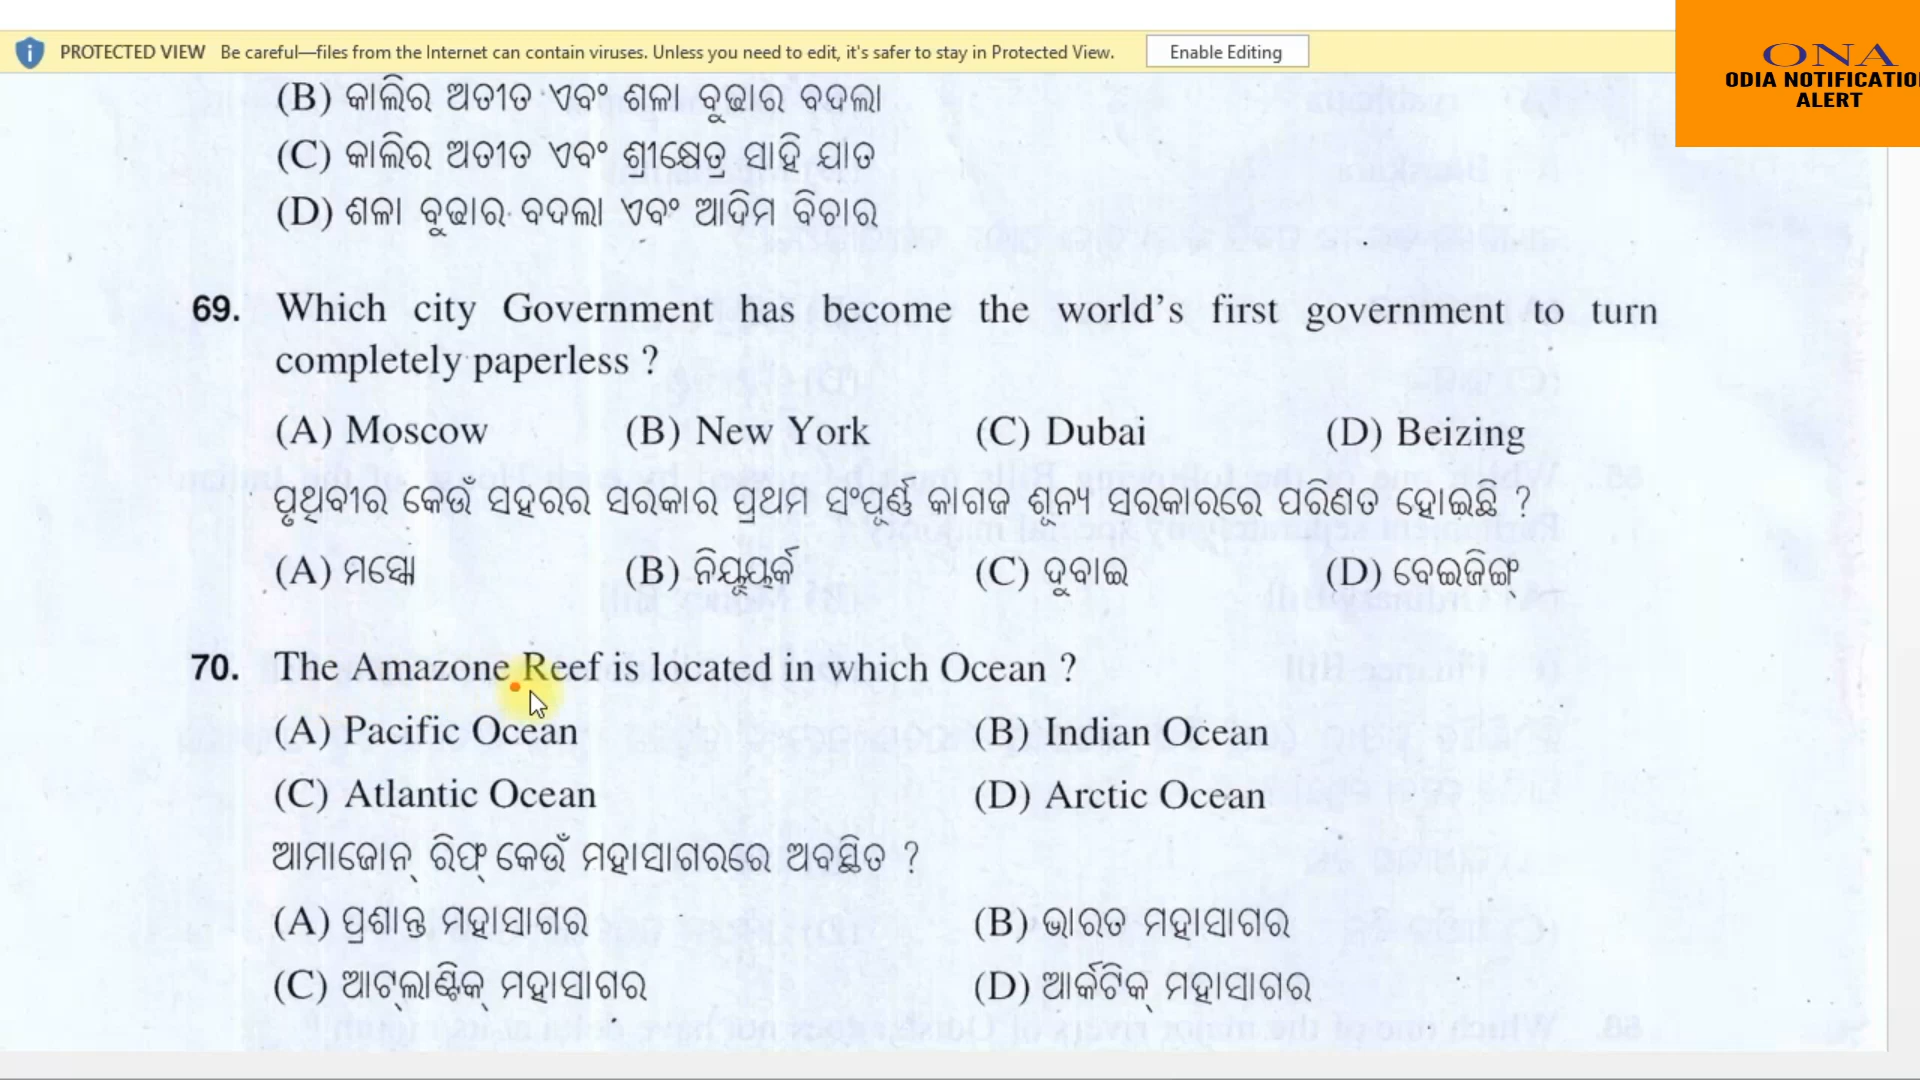 PROTECTED VIEW Be careful—files from the Internet can contain viruses. Unless you need to edit, it's safer to stay in Protected View. Enable Editing
ONA
ODIA NOTIFICATIO
ALERT
(B) କାଲିର ଅତୀତ ଏବଂ ଶଳା ବୁଢାର ବଦଲା
(C) କାଲିର ଅତୀତ ଏବଂ ଶ୍ରୀକ୍ଷେତ୍ର ସାହି ଯାତ
(D) ଶଳା ବୁଢାର ବଦଲା ଏବଂ ଆଦିମ ବିଚାର
69. Which city Government has become the world's first government to turn
completely paperless ?
(A) Moscow (B) New York (C) Dubai (D) Beizing
ପୃଥିବୀର କେଉଁ ସହରର ସରକାର ପ୍ରଥମ ସଂପୂର୍ଣ୍ଣ କାଗଜ ଶୂନ୍ୟ ସରକାରରେ ପରିଣତ ହୋଇଛି ?
(A) ମସ୍କୋ (B) ନିୟୁୟର୍କ (C) ଦୁବାଇ (D) ବେଇଜିଙ୍ଗ୍
70. The Amazone Reef is located in which Ocean ?
(A) Pacific Ocean (B) Indian Ocean
(C) Atlantic Ocean (D) Arctic Ocean
ଆମାଜୋନ୍ ରିଫ୍ କେଉଁ ମହାସାଗରରେ ଅବସ୍ଥିତ ?
(A) ପ୍ରଶାନ୍ତ ମହାସାଗର (B) ଭାରତ ମହାସାଗର
(C) ଆଟ୍‌ଲାଣ୍ଟିକ୍ ମହାସାଗର (D) ଆର୍କଟିକ୍ ମହାସାଗର